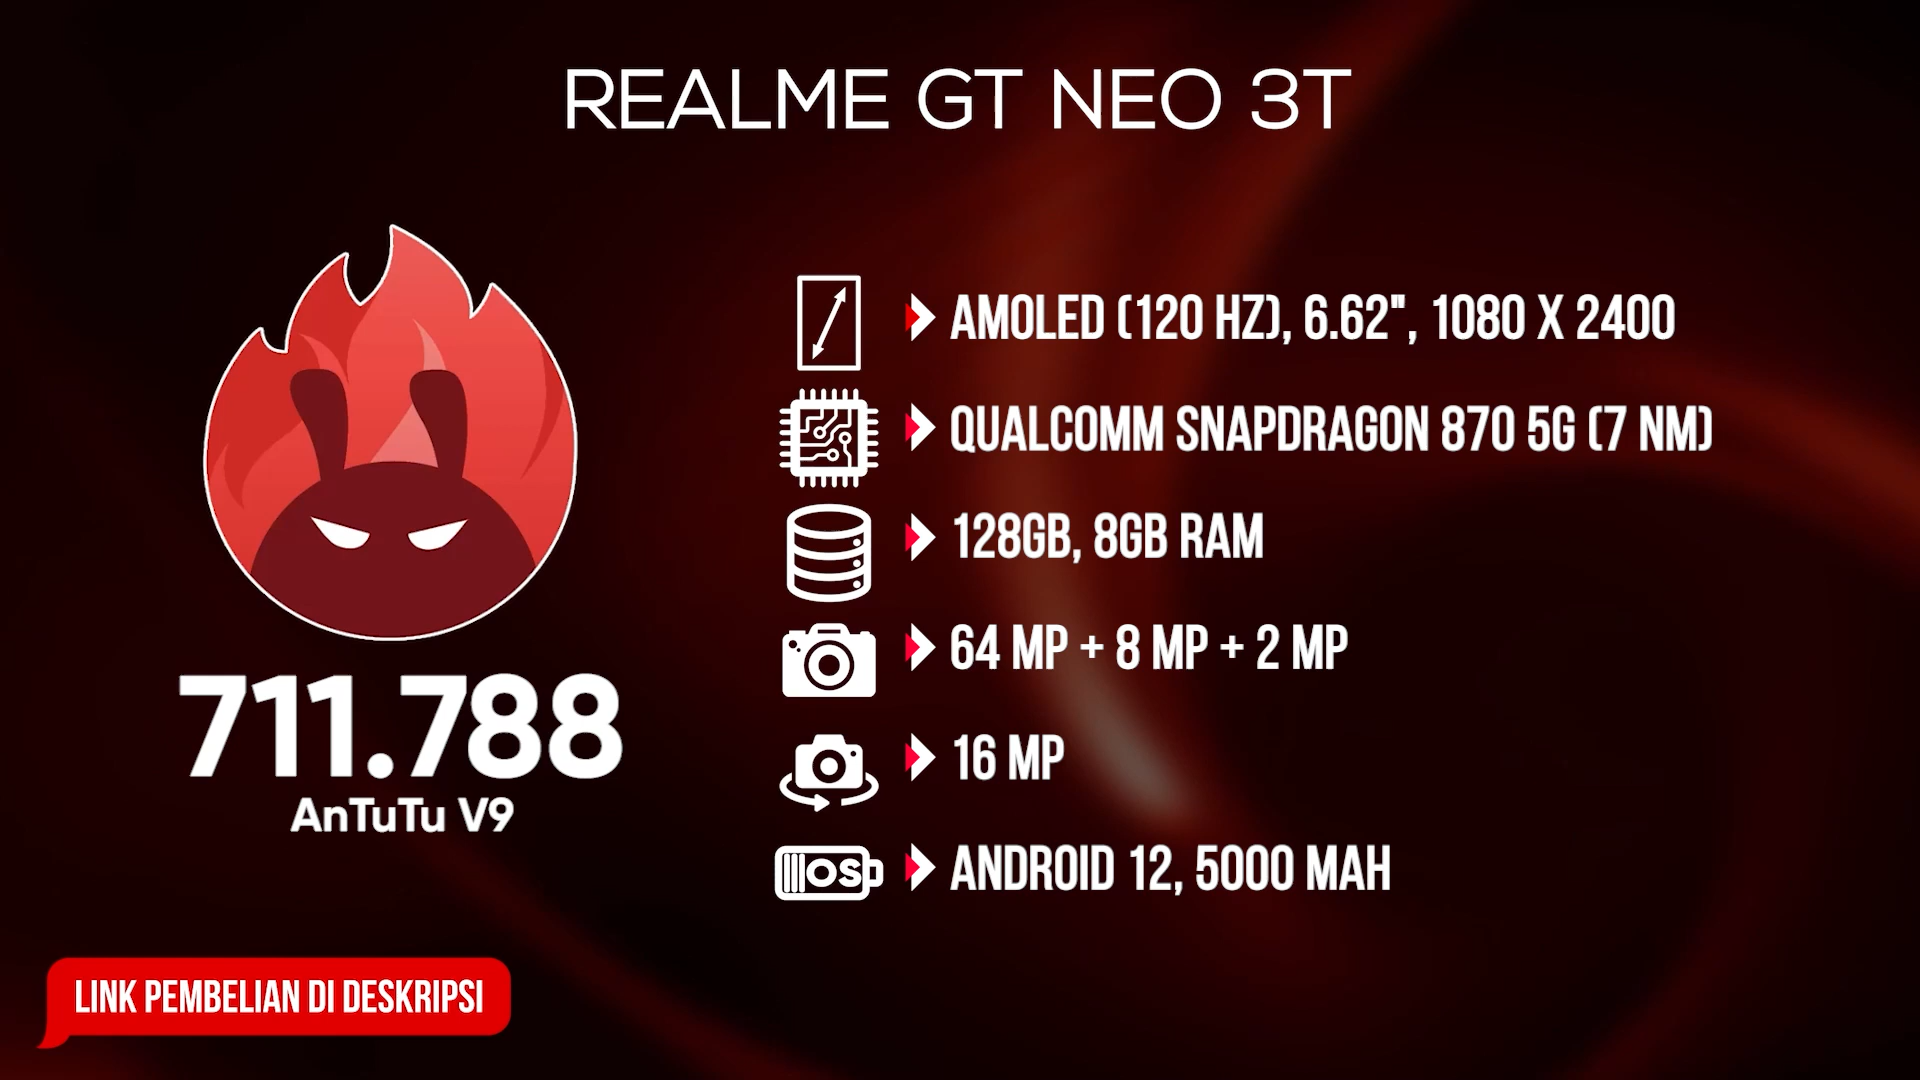 REALME GT NEO 3T
711.788
AnTuTu V9
AMOLED (120 HZ), 6.62", 1080 X 2400
QUALCOMM SNAPDRAGON 870 5G (7 NM)
128GB, 8GB RAM
64 MP + 8 MP + 2 MP
16 MP
OS
ANDROID 12, 5000 MAH
LINK PEMBELIAN DI DESKRIPSI